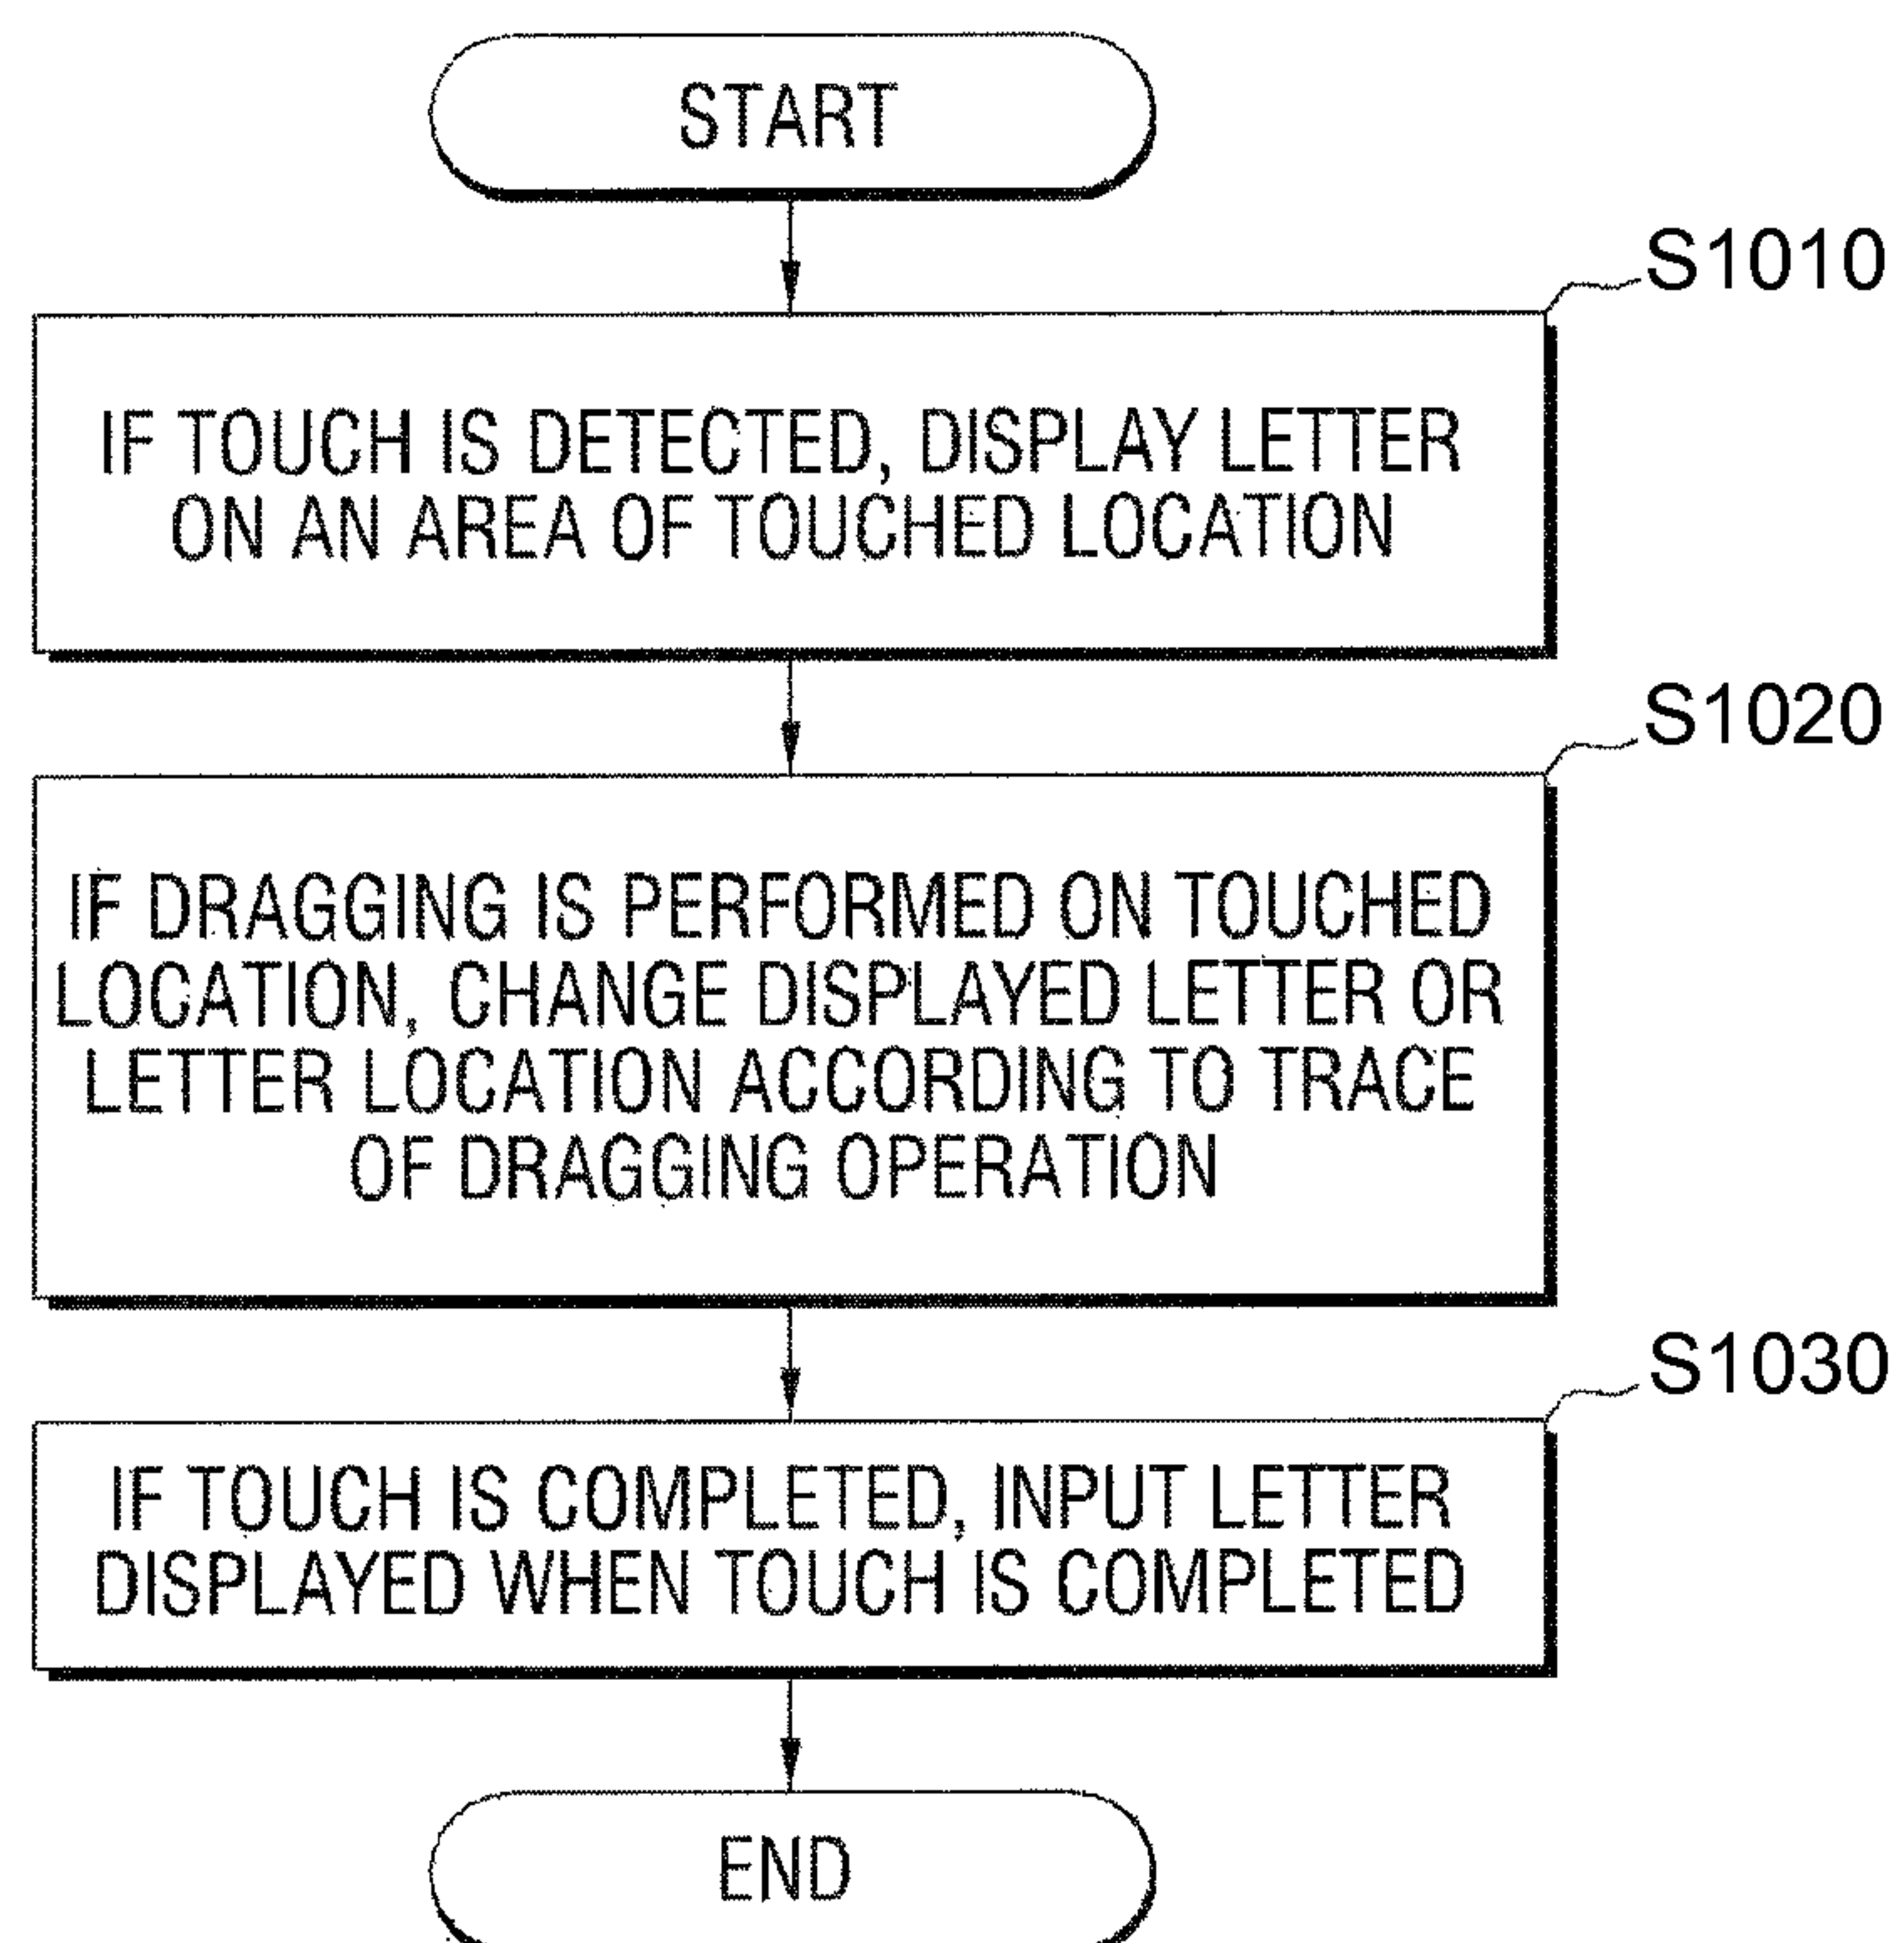 START
S1010
IF TOUCH IS DETECTED, DISPLAY LETTER
ON AN AREA OF TOUCHED LOCATION
S1020
IF DRAGGING IS PERFORMED ON TOUCHED
LOCATION, CHANGE DISPLAYED LETTER OR
LETTER LOCATION ACCORDING TO TRACE
OF DRAGGING OPERATION
S1030
IF TOUCH IS COMPLETED, INPUT LETTER
DISPLAYED WHEN TOUCH IS COMPLETED
END